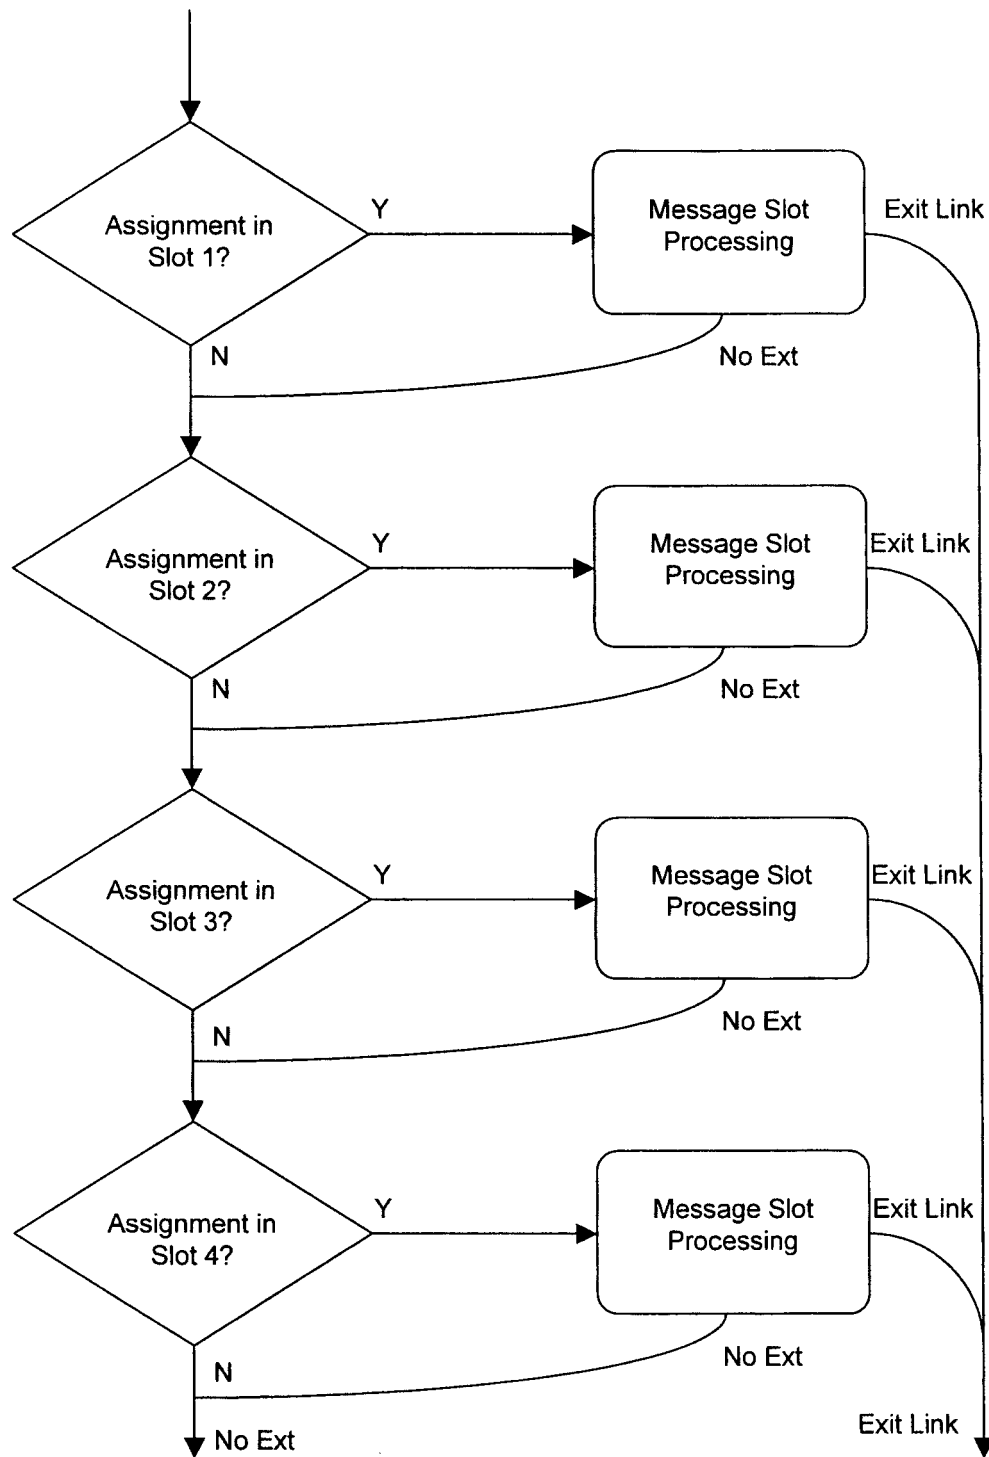 Assignment in
Slot 1?
Y
Message Slot
Processing
Exit Link
N
No Ext
Assignment in
Slot 2?
Y
Message Slot
Processing
Exit Link
N
No Ext
Assignment in
Slot 3?
Y
Message Slot
Processing
Exit Link
N
No Ext
Assignment in
Slot 4?
Y
Message Slot
Processing
Exit Link
N
No Ext
No Ext
Exit Link